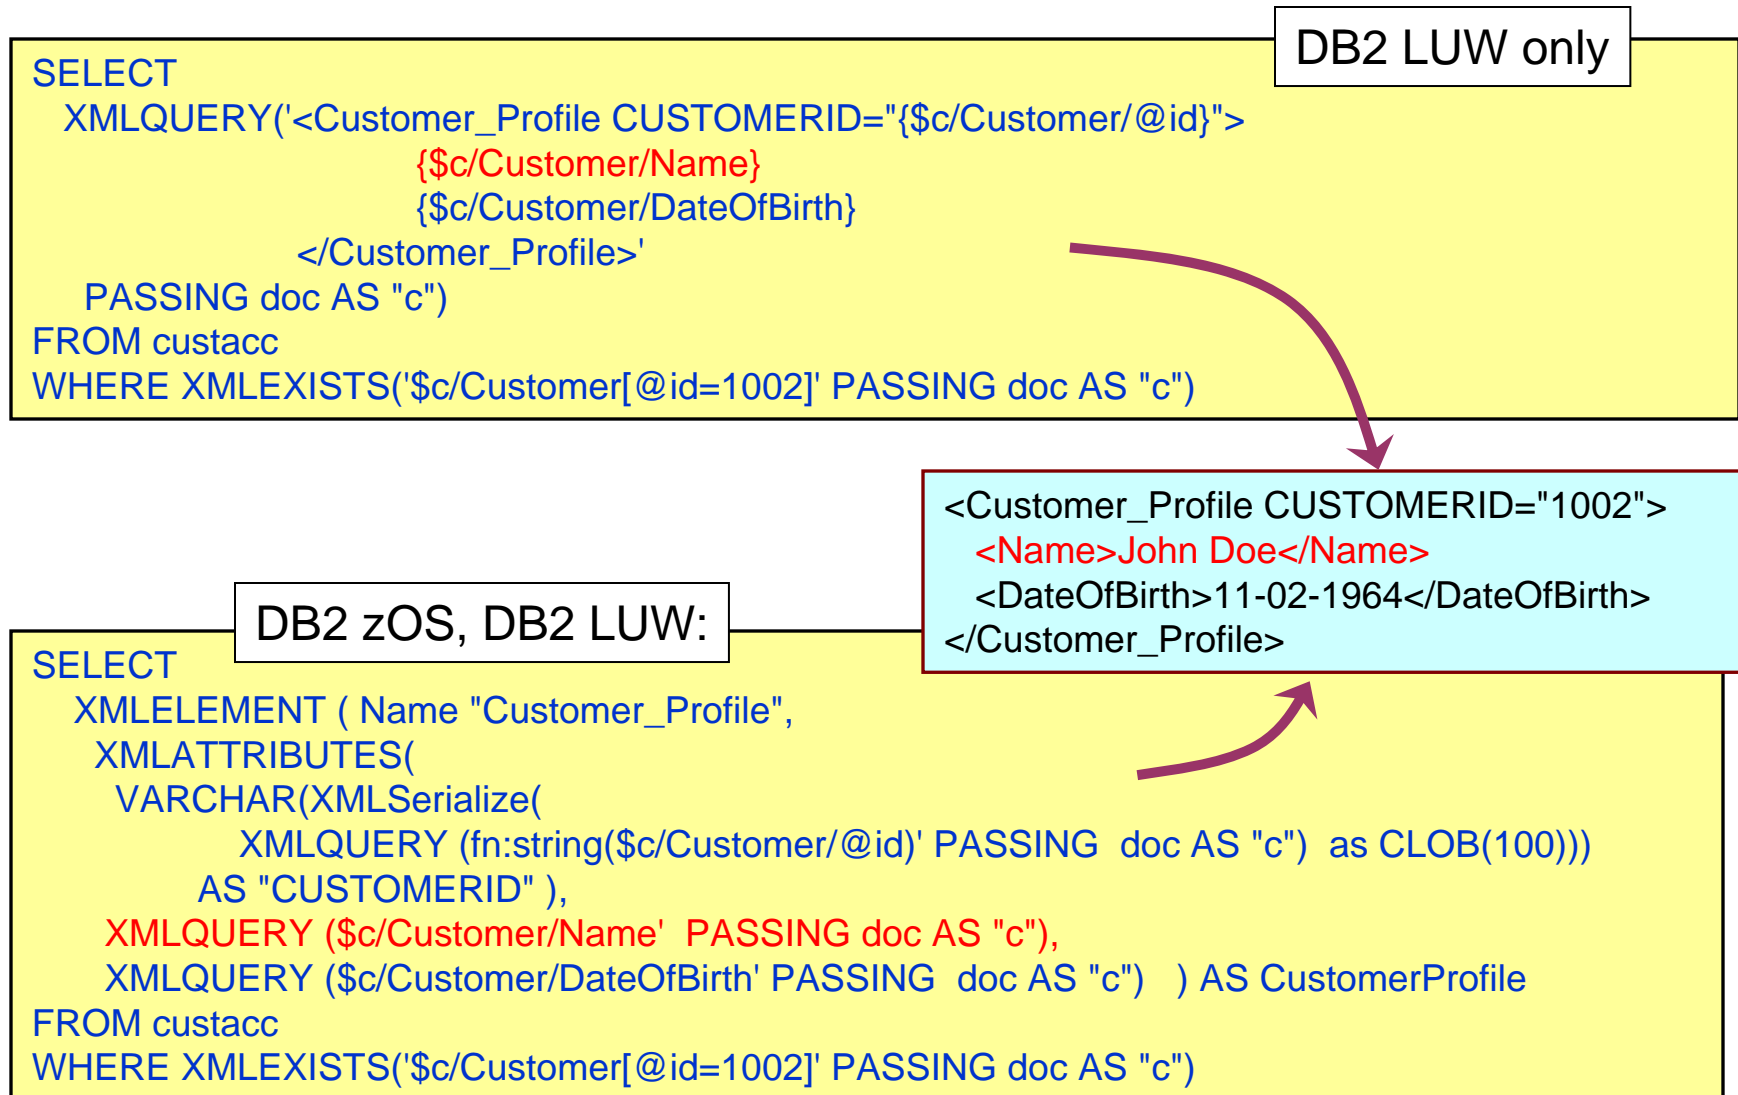 DB2 LUW only
SELECT
XMLQUERY('<Customer_Profile CUSTOMERID="{$c/Customer/@id}">
{$c/Customer/Name}
{$c/Customer/DateOfBirth}
</Customer_Profile>'
PASSING doc AS "c")
FROM custacc
WHERE XMLEXISTS('$c/Customer[@id=1002]' PASSING doc AS "c")
<Customer_Profile CUSTOMERID="1002">
<Name>John Doe</Name>
<DateOfBirth>11-02-1964</DateOfBirth>
</Customer_Profile>
DB2 zOS, DB2 LUW:
SELECT
XMLELEMENT ( Name "Customer_Profile",
XMLATTRIBUTES(
VARCHAR(XMLSerialize(
XMLQUERY (fn:string($c/Customer/@id)' PASSING  doc AS "c")  as CLOB(100)))
AS "CUSTOMERID" ),
XMLQUERY ($c/Customer/Name'  PASSING doc AS "c"),
XMLQUERY ($c/Customer/DateOfBirth' PASSING  doc AS "c")   ) AS CustomerProfile
FROM custacc
WHERE XMLEXISTS('$c/Customer[@id=1002]' PASSING doc AS "c")